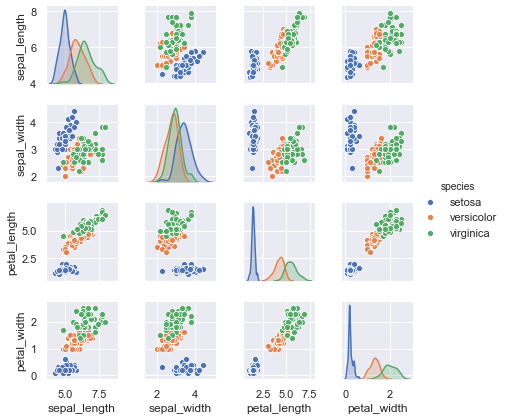 8
6
4
sepal_length
4
3
2
sepal_width
5.0
2.5
petal_length
2
1
0
petal_width
5.0 7.5
sepal_length
2 4
sepal_width
2.5 5.0 7.5
petal_length
0 2
petal_width
species
setosa
versicolor
virginica